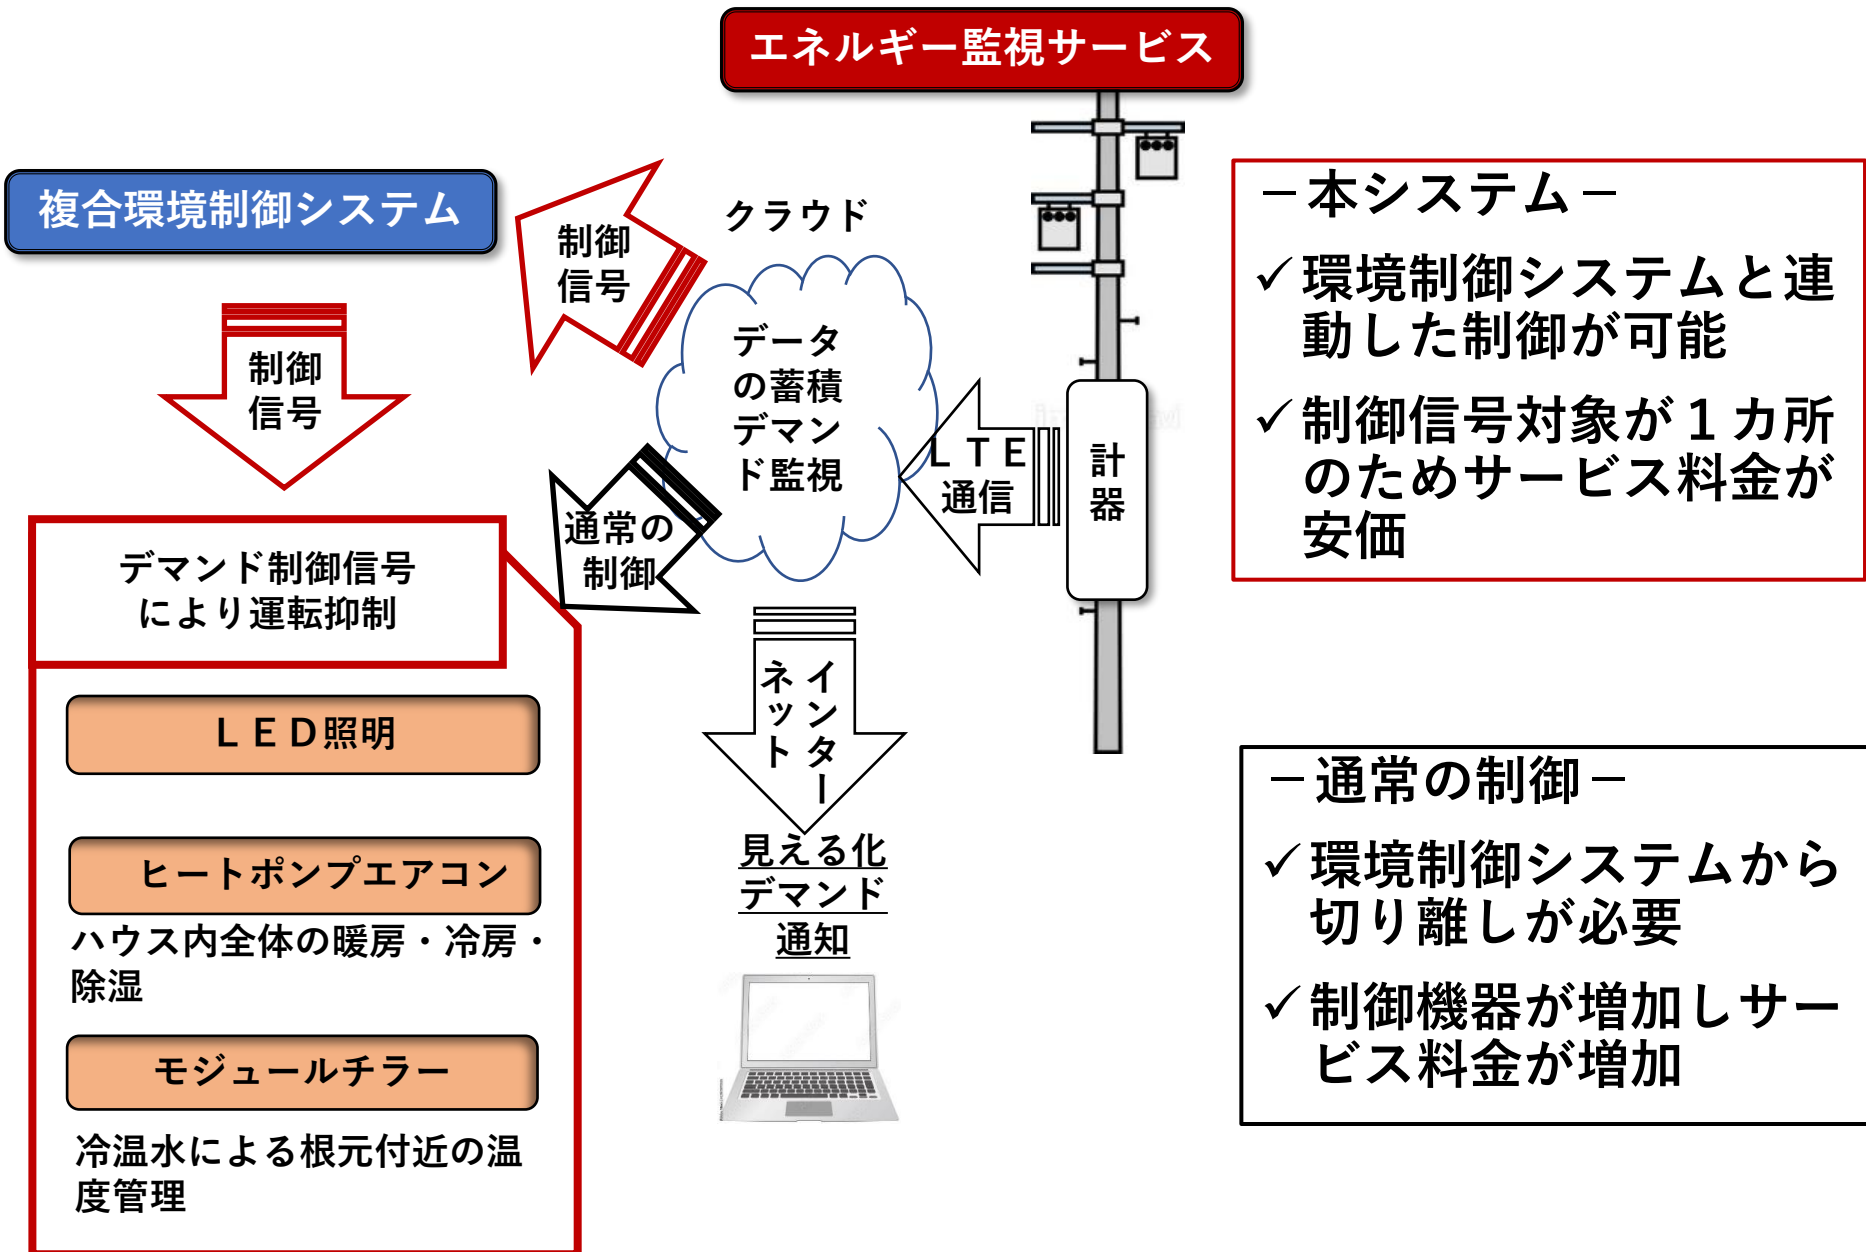 エネルギー監視サービス
複合環境制御システム
制御
信号
クラウド
制御
信号
データ
の蓄積
デマン
ド監視
ＬＴＥ
通信
計
器
通常の
制御
デマンド制御信号
により運転抑制
ＬＥＤ照明
ヒートポンプエアコン
ハウス内全体の暖房・冷房・
除湿
モジュールチラー
冷温水による根元付近の温
度管理
インター
ネット
見える化
デマンド
通知
－本システム－
✓環境制御システムと連
動した制御が可能
✓制御信号対象が１カ所
のためサービス料金が
安価
－通常の制御－
✓環境制御システムから
切り離しが必要
✓制御機器が増加しサー
ビス料金が増加